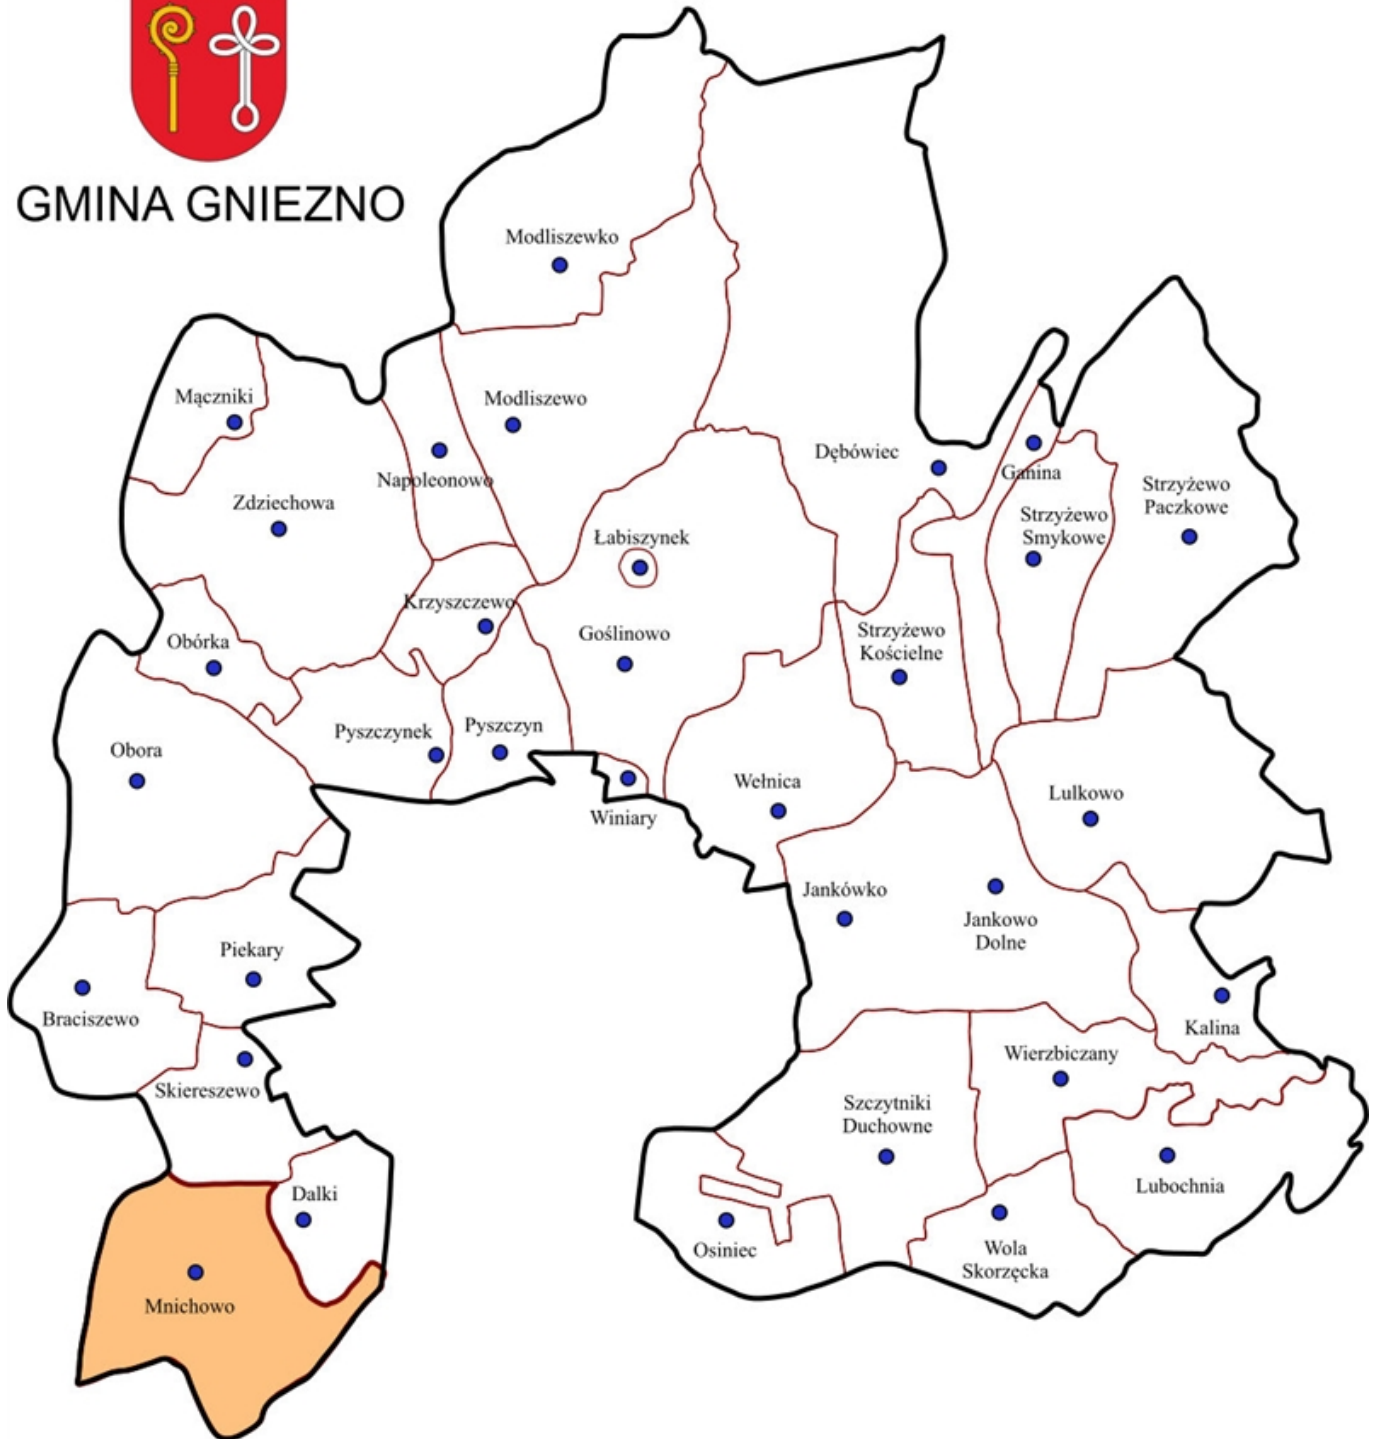 GMINA GNIEZNO
Modliszewko
Mączniki
Modliszewo
Napoleonowo
Dębówiec
Ganina
Zdziechowa
Strzyżewo
Paczkowe
Strzyżewo
Smykowe
Łabiszynek
Krzyszczewo
Goślinowo
Obórka
Strzyżewo
Kościelne
Pyszczynek
Pyszczyn
Obora
Wełnica
Winiary
Lulkowo
Jankówko
Jankowo
Dolne
Piekary
Braciszewo
Kalina
Wierzbiczany
Skiereszewo
Szczytniki
Duchowne
Dalki
Lubochnia
Osiniec
Wola
Skorzęcka
Mnichowo